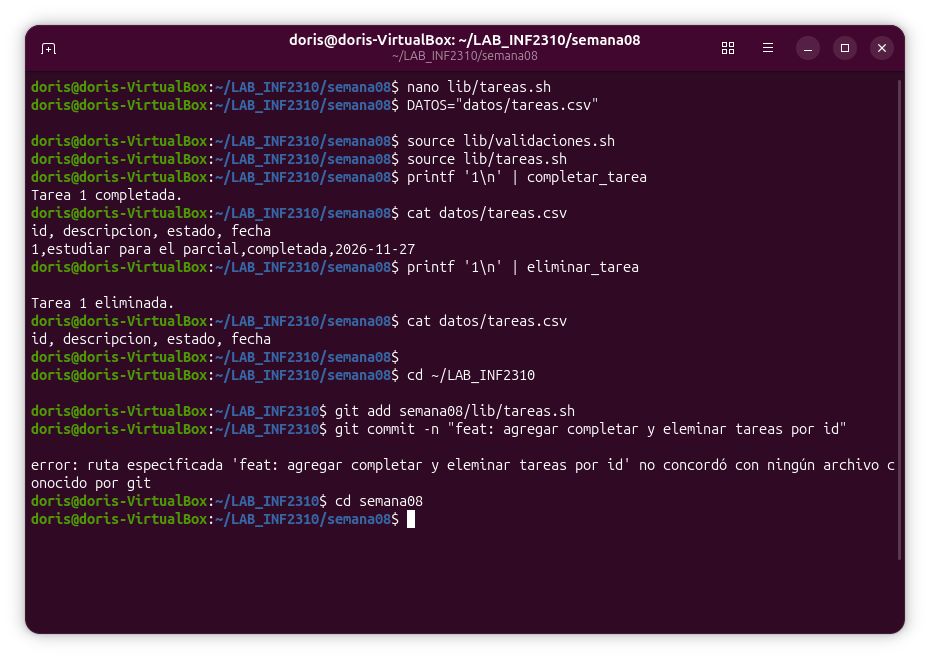 doris@doris-VirtualBox: ~/LAB_INF2310/semana08
~/LAB_INF2310/semana08
doris@doris-VirtualBox:~/LAB_INF2310/semana08$ nano lib/tareas.sh
doris@doris-VirtualBox:~/LAB_INF2310/semana08$ DATOS="datos/tareas.csv"
doris@doris-VirtualBox:~/LAB_INF2310/semana08$ source lib/validaciones.sh
doris@doris-VirtualBox:~/LAB_INF2310/semana08$ source lib/tareas.sh
doris@doris-VirtualBox:~/LAB_INF2310/semana08$ printf '1\n' | completar_tarea
Tarea 1 completada.
doris@doris-VirtualBox:~/LAB_INF2310/semana08$ cat datos/tareas.csv
id, descripcion, estado, fecha
1,estudiar para el parcial,completada,2026-11-27
doris@doris-VirtualBox:~/LAB_INF2310/semana08$ printf '1\n' | eliminar_tarea
Tarea 1 eliminada.
doris@doris-VirtualBox:~/LAB_INF2310/semana08$ cat datos/tareas.csv
id, descripcion, estado, fecha
doris@doris-VirtualBox:~/LAB_INF2310/semana08$
doris@doris-VirtualBox:~/LAB_INF2310/semana08$ cd ~/LAB_INF2310
doris@doris-VirtualBox:~/LAB_INF2310$ git add semana08/lib/tareas.sh
doris@doris-VirtualBox:~/LAB_INF2310$ git commit -n "feat: agregar completar y eleminar tareas por id"
error: ruta especificada 'feat: agregar completar y eleminar tareas por id' no concordó con ningún archivo c
onocido por git
doris@doris-VirtualBox:~/LAB_INF2310$ cd semana08
doris@doris-VirtualBox:~/LAB_INF2310/semana08$